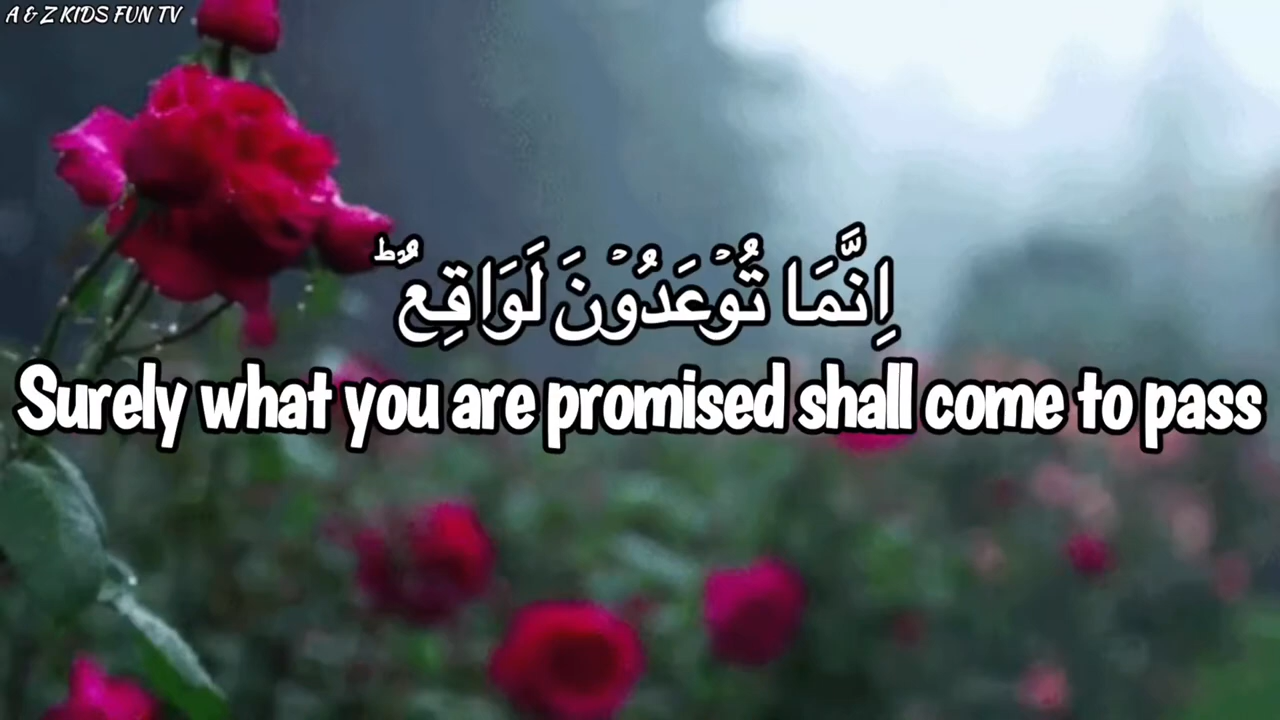 A & Z KIDS FUN TV
اِنَّمَا تُوۡعَدُوۡنَ لَوَاقِعٌ ؕ
Surely what you are promised shall come to pass